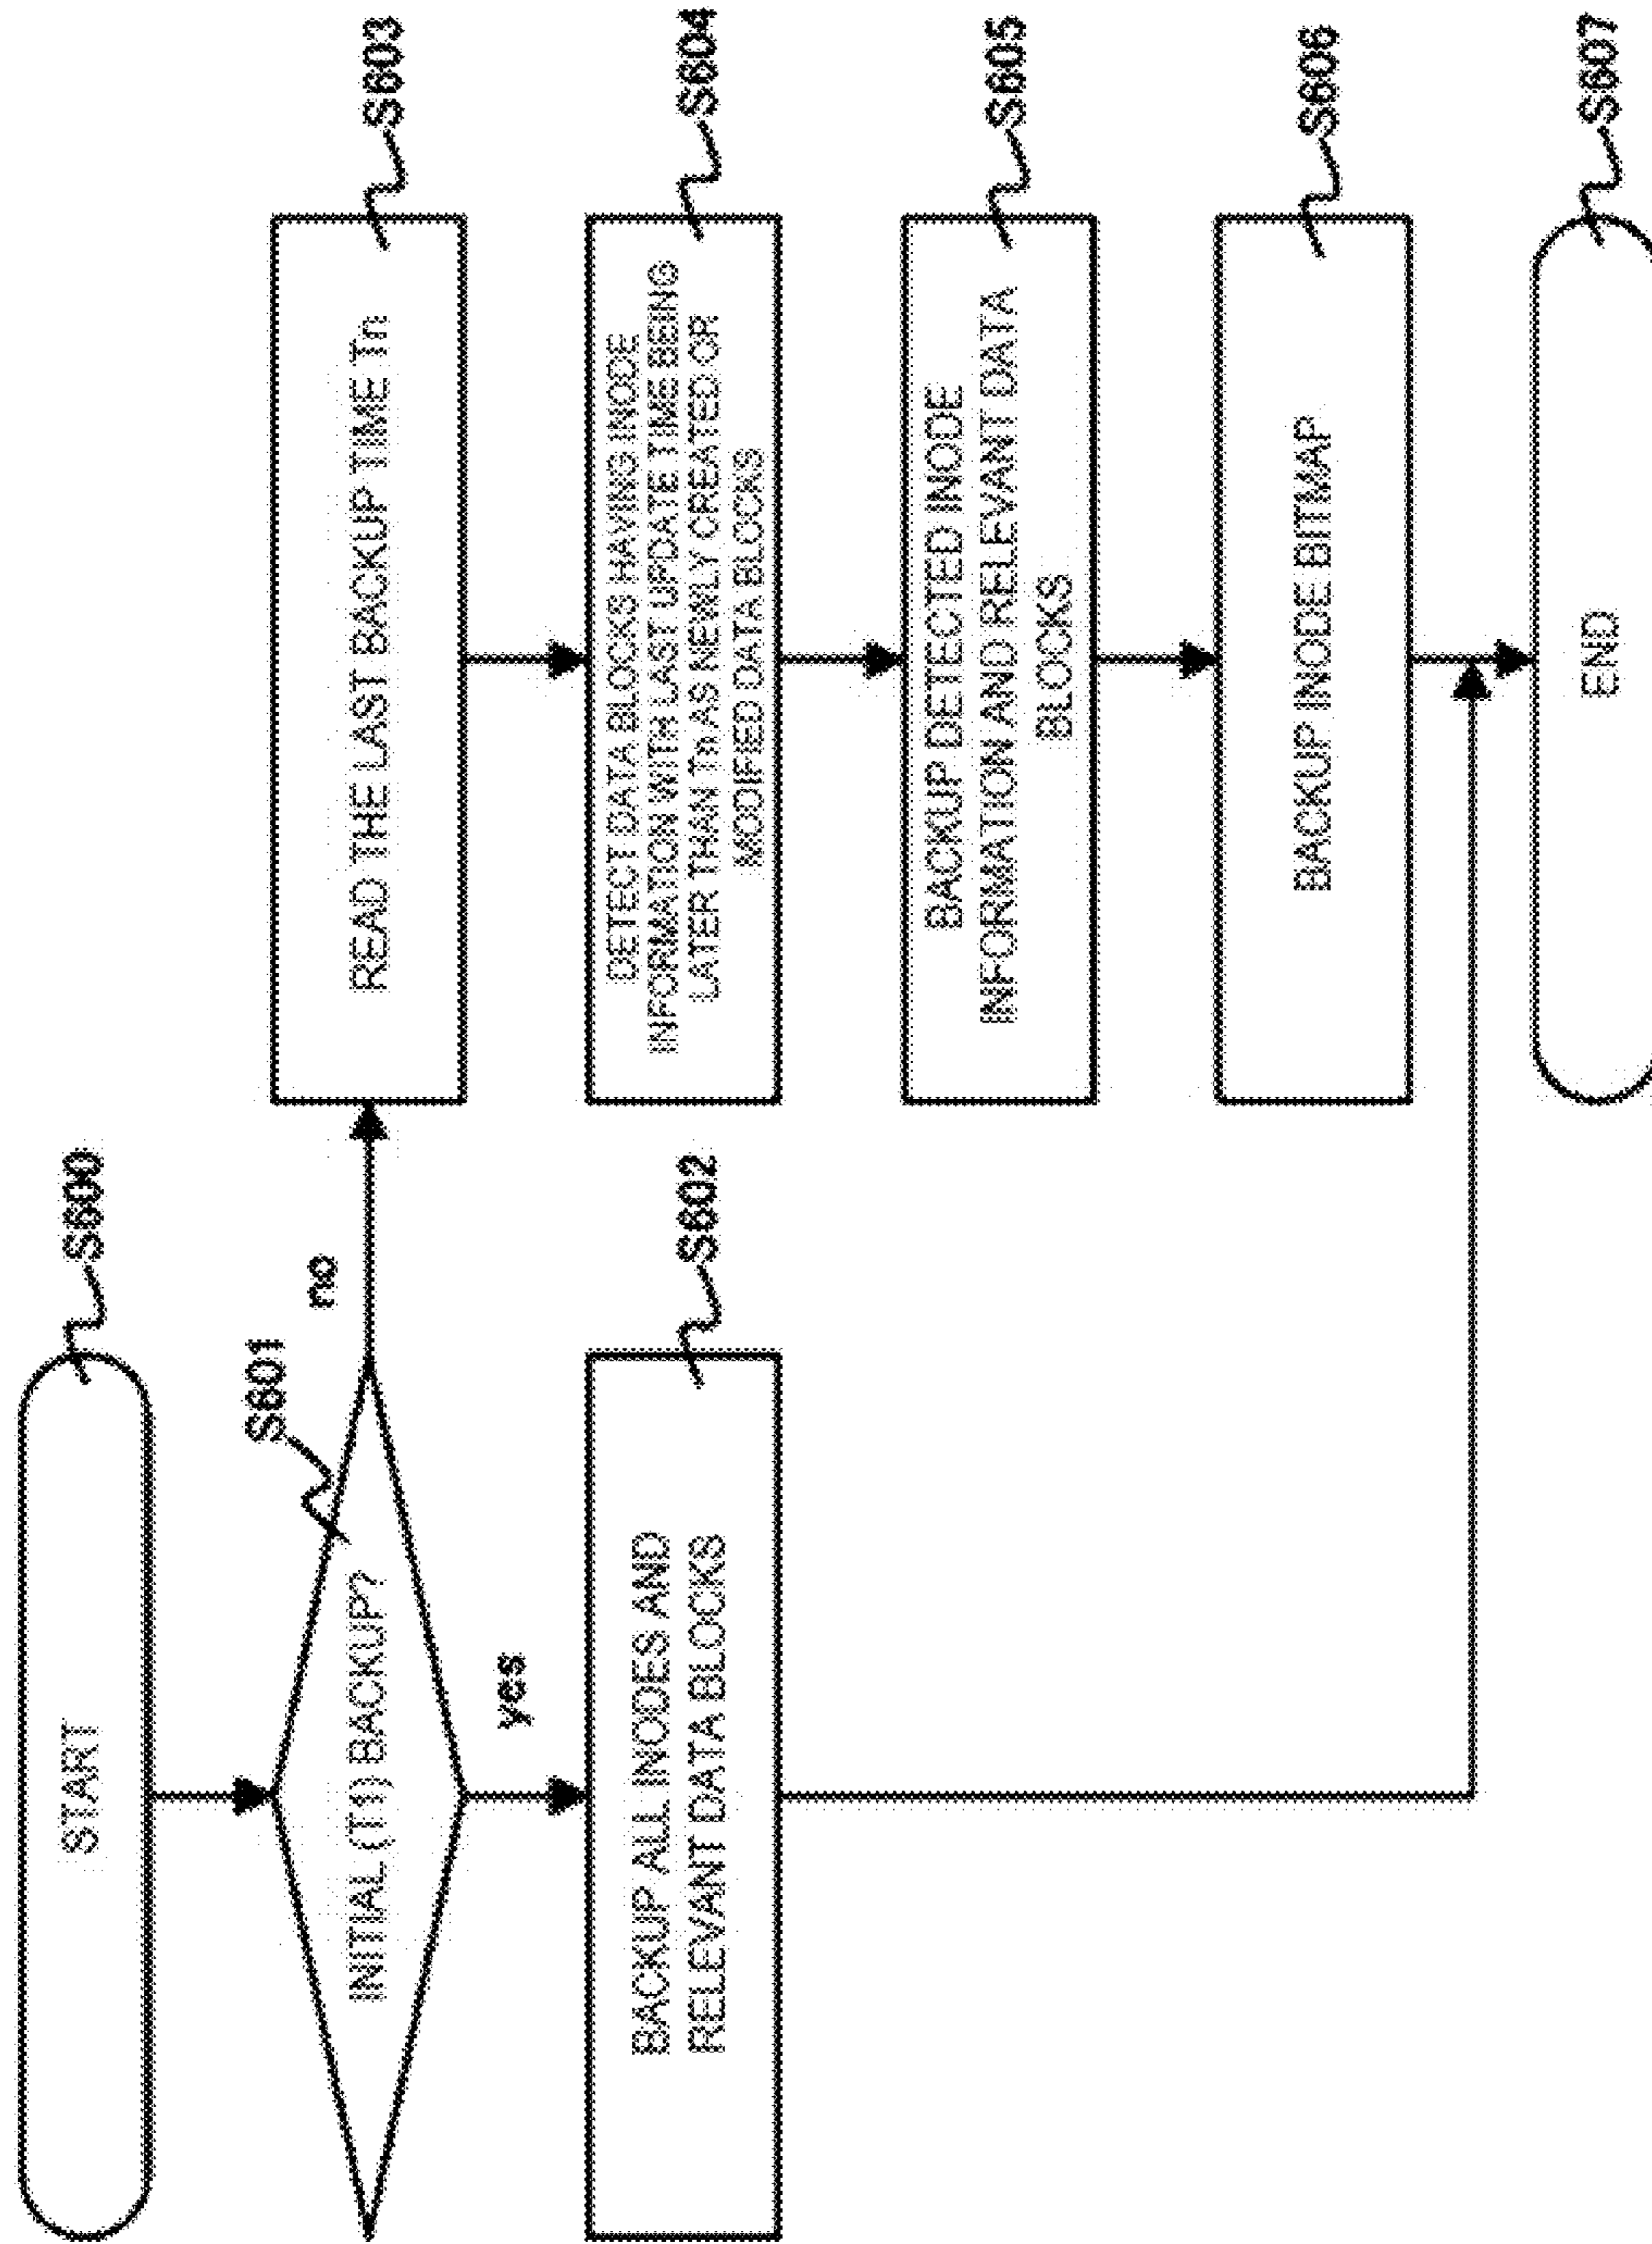 START
S600
INITIAL (T1) BACKUP?
S601
no
yes
BACKUP ALL INODES AND
RELEVANT DATA BLOCKS
S602
READ THE LAST BACKUP TIME Tn
S603
DETECT DATA BLOCKS HAVING INODE
INFORMATION WITH LAST UPDATE TIME BEING
LATER THAN Tn AS NEWLY CREATED OR
MODIFIED DATA BLOCKS
S604
BACKUP DETECTED INODE
INFORMATION AND RELEVANT DATA
BLOCKS
S605
BACKUP INODE BITMAP
S606
END
S607